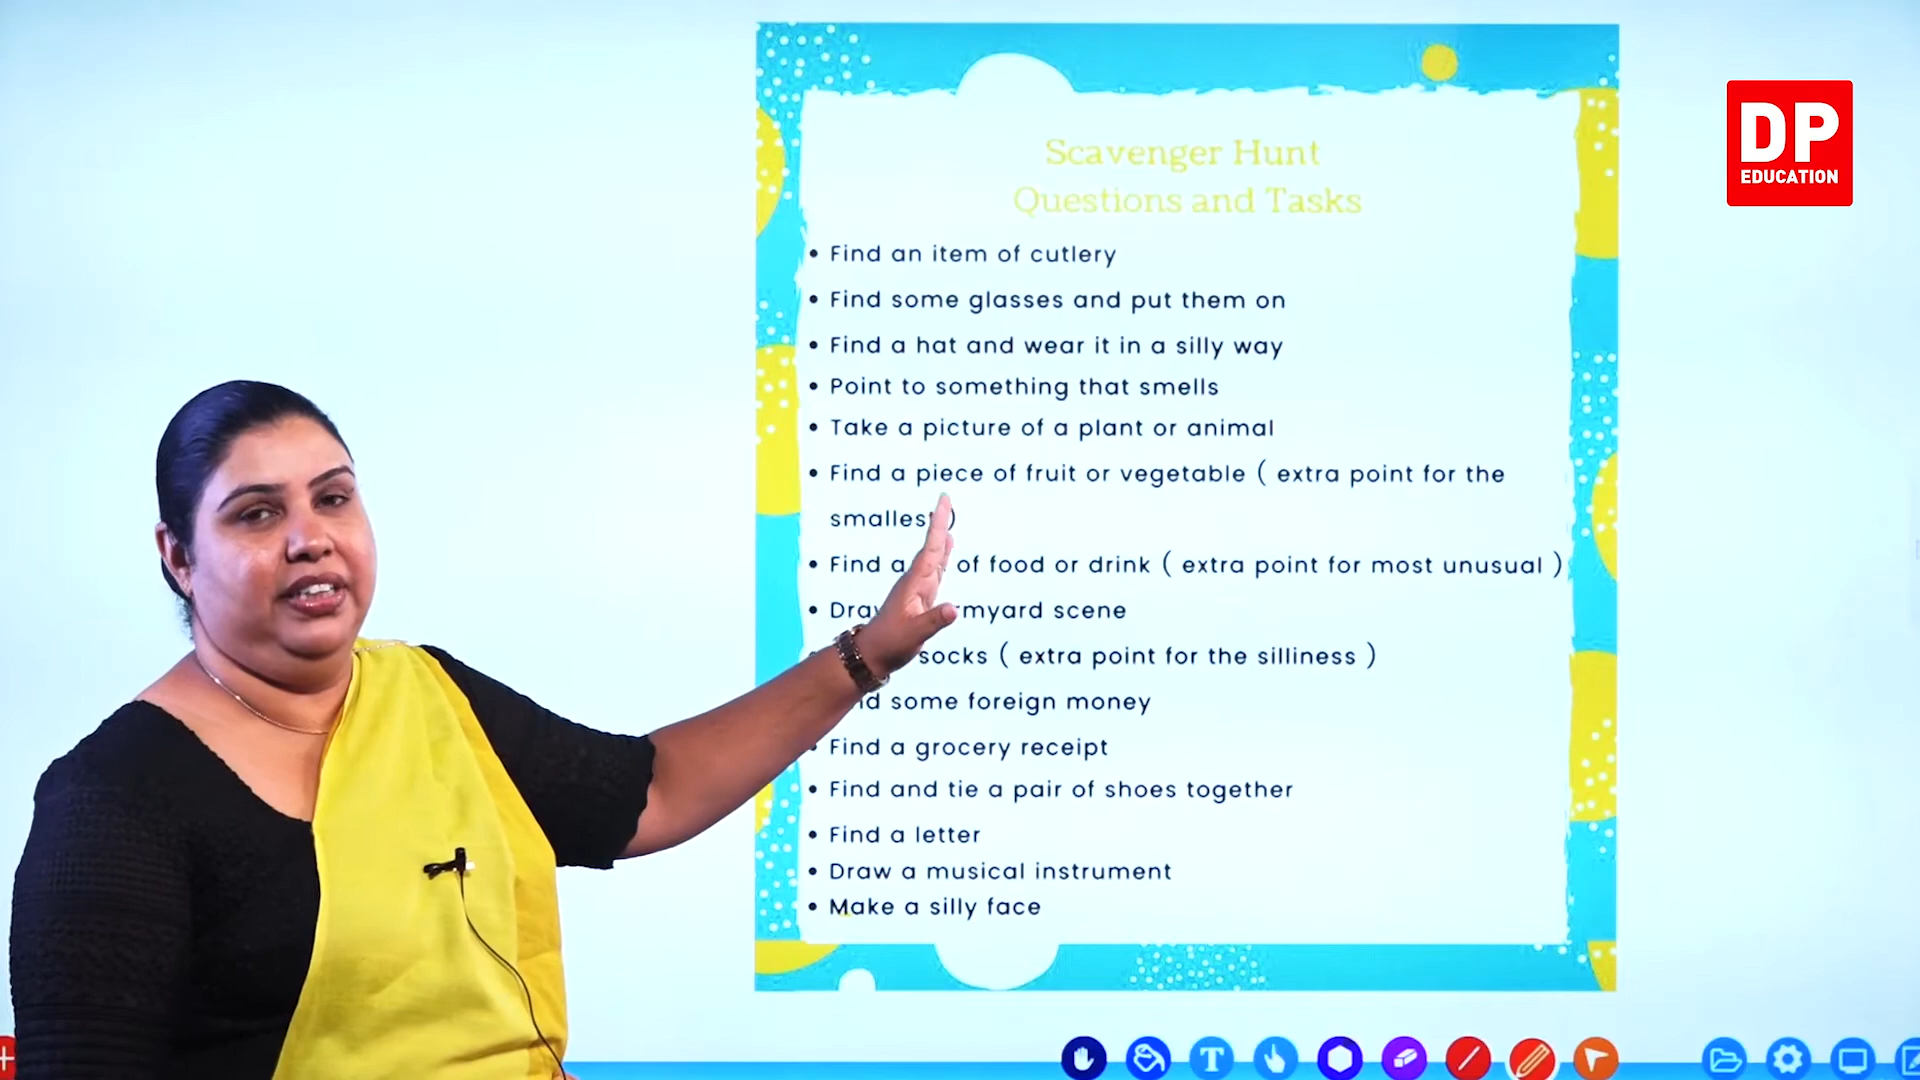 DP
EDUCATION
Scavenger Hunt
Questions and Tasks
• Find an item of cutlery
• Find some glasses and put them on
• Find a hat and wear it in a silly way
• Point to something that smells
• Take a picture of a plant or animal
• Find a piece of fruit or vegetable ( extra point for the
smallest )
• Find a of food or drink ( extra point for most unusual )
• scene
socks ( extra point for the silliness )
some foreign money
• Find a grocery receipt
• Find and tie a pair of shoes together
• Find a letter
• Draw a musical instrument
• Make a silly face
T